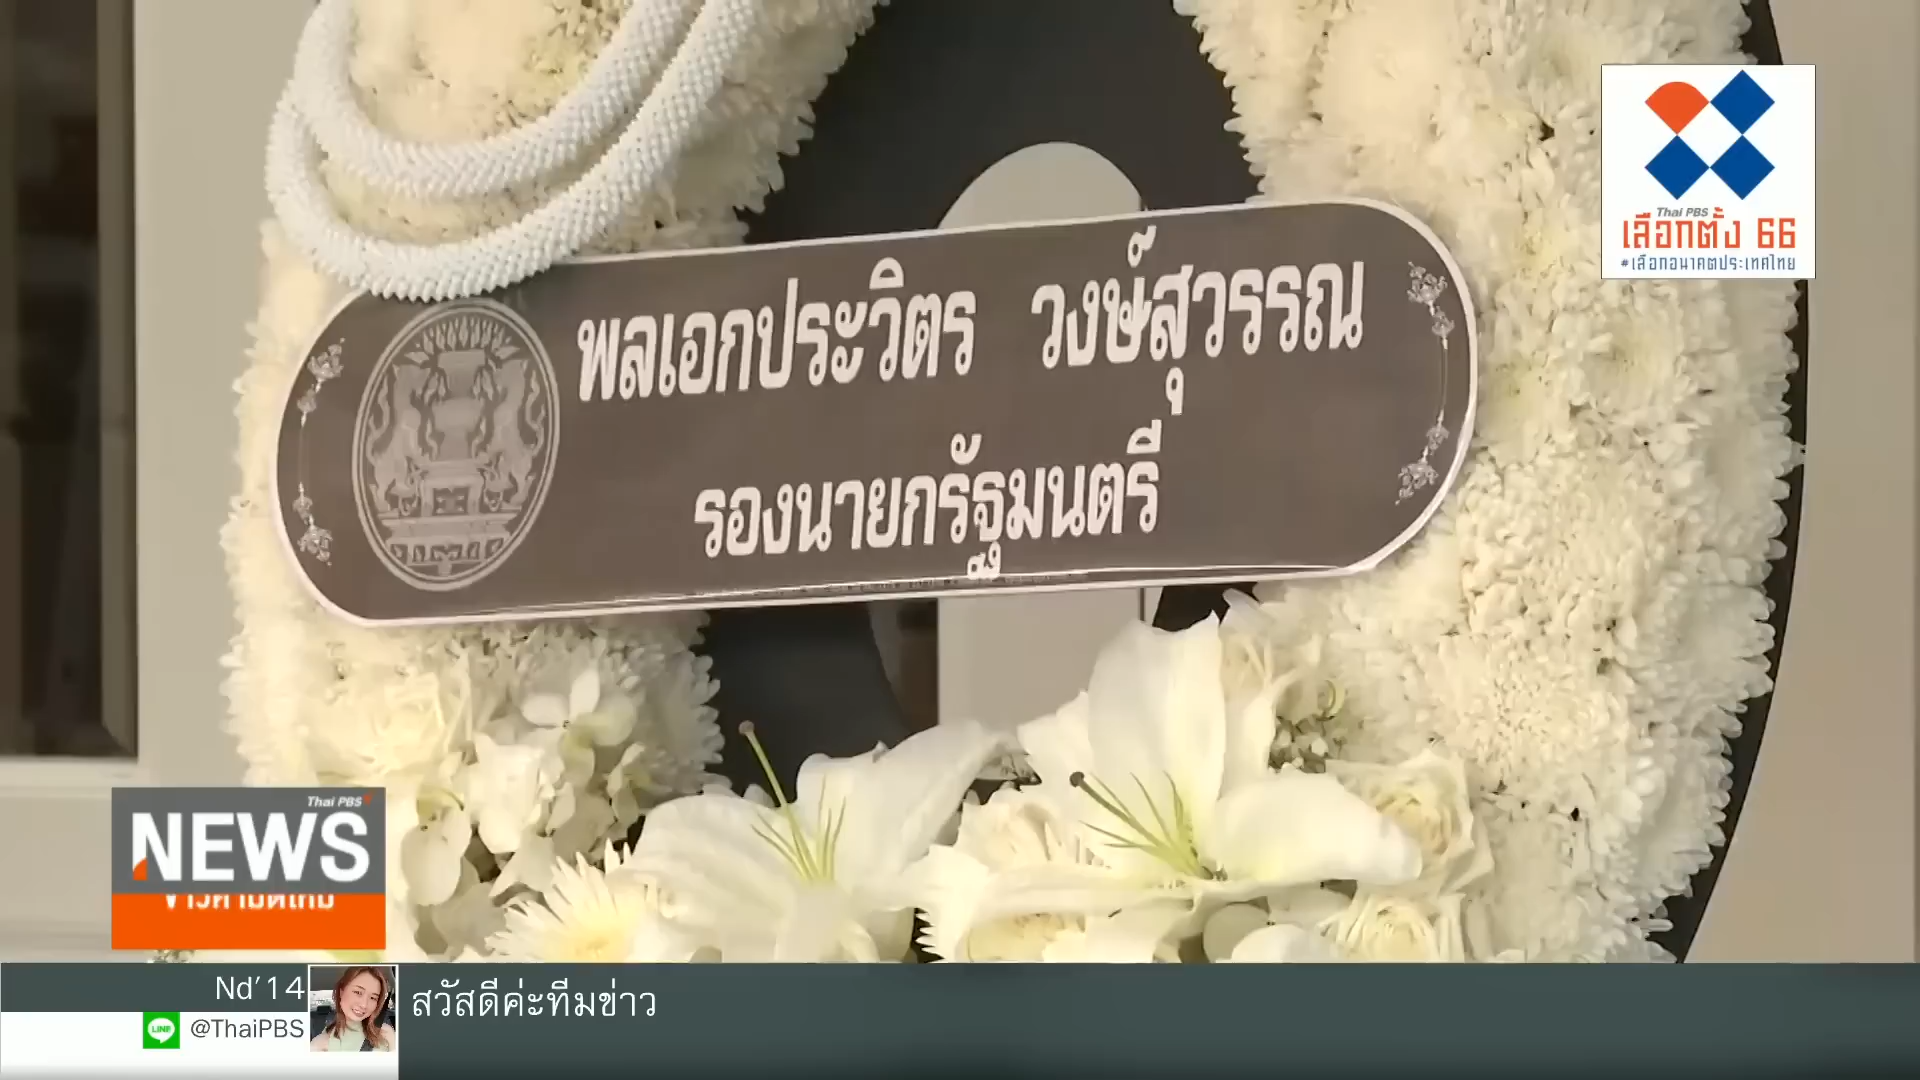 Thai PBS
เลือกตั้ง 66
#เลือกอนาคตประเทศไทย
พลเอกประวิตร วงษ์สุวรรณ
รองนายกรัฐมนตรี
Thai PBS
NEWS
Nd'14
LINE @ThaiPBS
สวัสดีค่ะทีมข่าว